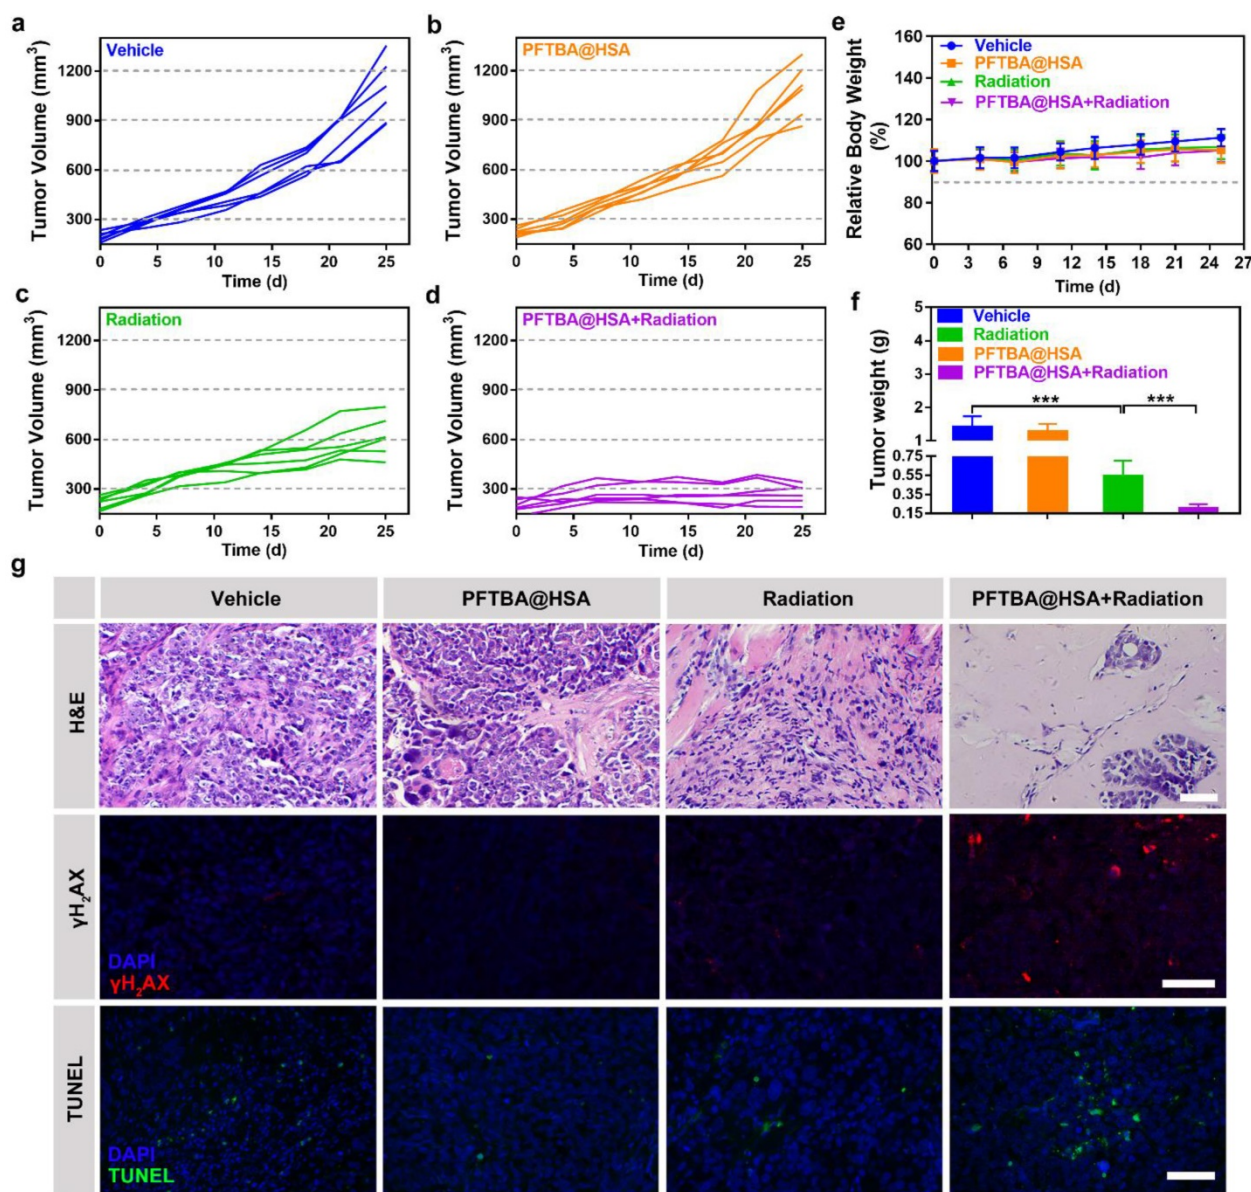 a
Vehicle
Tumor Volume (mm³)
1200
900
600
300
0 5 10 15 20 25
Time (d)
b
PFTBA@HSA
Tumor Volume (mm³)
1200
900
600
300
0 5 10 15 20 25
Time (d)
e
Vehicle
PFTBA@HSA
Radiation
PFTBA@HSA+Radiation
Relative Body Weight
(%)
160
140
120
100
80
60
0 3 6 9 12 15 18 21 24 27
Time (d)
c
Radiation
Tumor Volume (mm³)
1200
900
600
300
0 5 10 15 20 25
Time (d)
d
PFTBA@HSA+Radiation
Tumor Volume (mm³)
1200
900
600
300
0 5 10 15 20 25
Time (d)
f
Vehicle
Radiation
PFTBA@HSA
PFTBA@HSA+Radiation
Tumor weight (g)
5
4
3
2
1
0.75
0.55
0.35
0.15
*** ***
g
Vehicle PFTBA@HSA Radiation PFTBA@HSA+Radiation
H&E
γH₂AX
DAPI
γH₂AX
TUNEL
DAPI
TUNEL